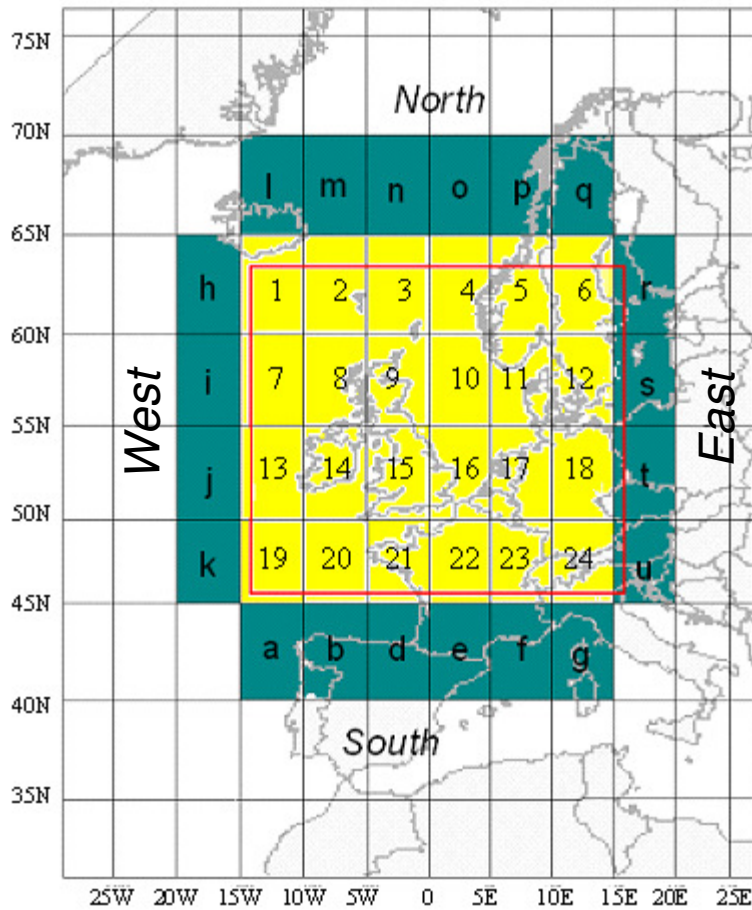 75N
North
70N
l m n o p q
65N
h 1 2 3 4 5 6 r
60N
West
i 7 8 9 10 11 12 s
East
55N
j 13 14 15 16 17 18 t
50N
k 19 20 21 22 23 24 u
45N
a b d e f g
40N
South
35N
25W 20W 15W 10W 5W 0 5E 10E 15E 20E 25E